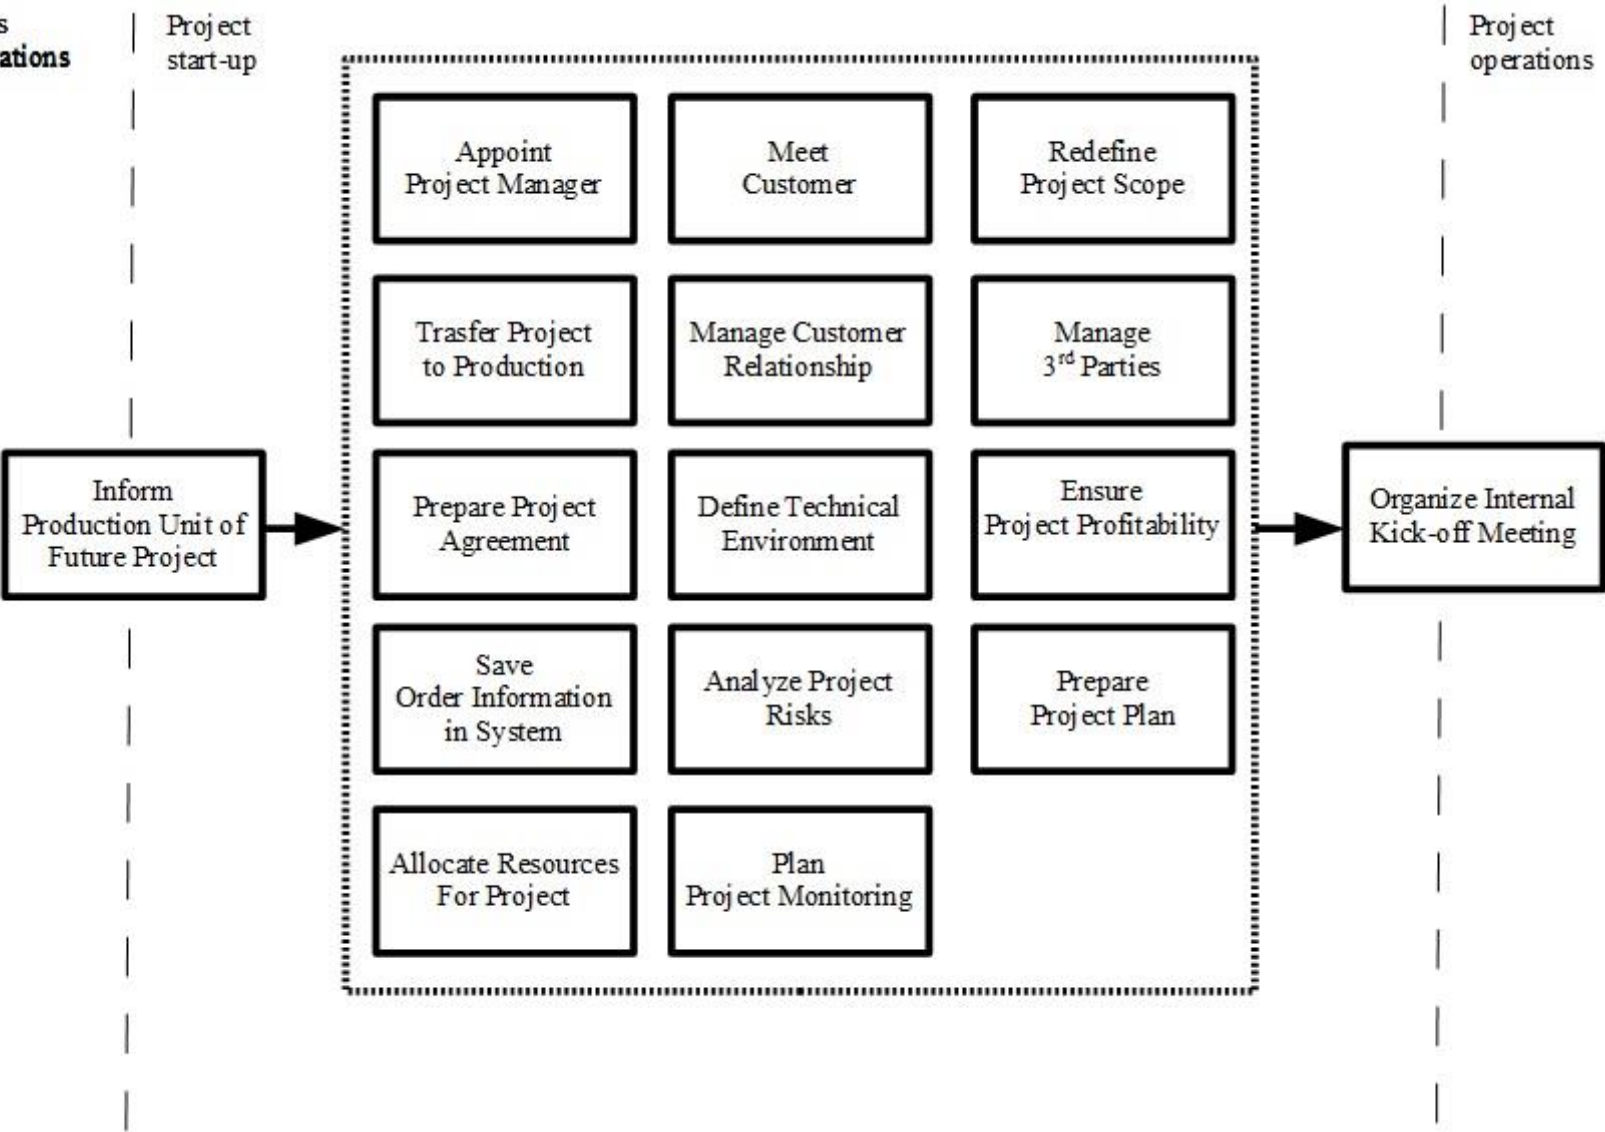 s
ations
Project
start-up
Project
operations
Appoint
Project Manager
Meet
Customer
Redefine
Project Scope
Trasfer Project
to Production
Manage Customer
Relationship
Manage
3rd Parties
Inform
Production Unit of
Future Project
Prepare Project
Agreement
Define Technical
Environment
Ensure
Project Profitability
Organize Internal
Kick-off Meeting
Save
Order Information
in System
Analyze Project
Risks
Prepare
Project Plan
Allocate Resources
For Project
Plan
Project Monitoring